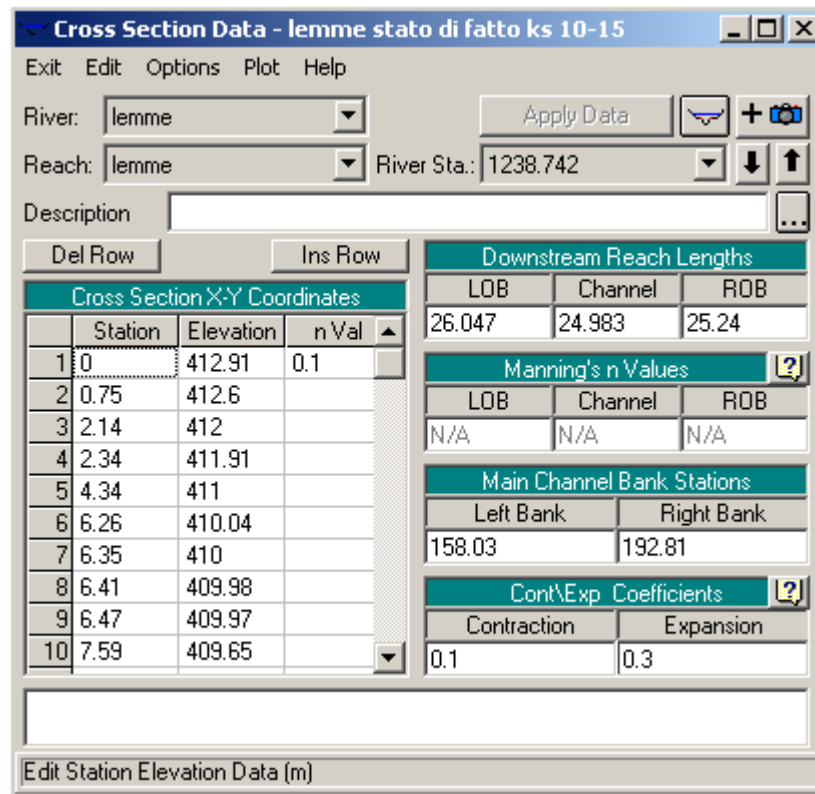 Cross Section Data - lemme stato di fatto ks 10-15
Exit Edit Options Plot Help
River: lemme Apply Data
Reach: lemme River Sta.: 1238.742
Description ...
Del Row Ins Row
Cross Section X-Y Coordinates
Station Elevation n Val
1 0 412.91 0.1
2 0.75 412.6
3 2.14 412
4 2.34 411.91
5 4.34 411
6 6.26 410.04
7 6.35 410
8 6.41 409.98
9 6.47 409.97
10 7.59 409.65
Downstream Reach Lengths
LOB Channel ROB
26.047 24.983 25.24
Manning's n Values ?
LOB Channel ROB
N/A N/A N/A
Main Channel Bank Stations
Left Bank Right Bank
158.03 192.81
Cont\Exp Coefficients ?
Contraction Expansion
0.1 0.3
Edit Station Elevation Data (m)